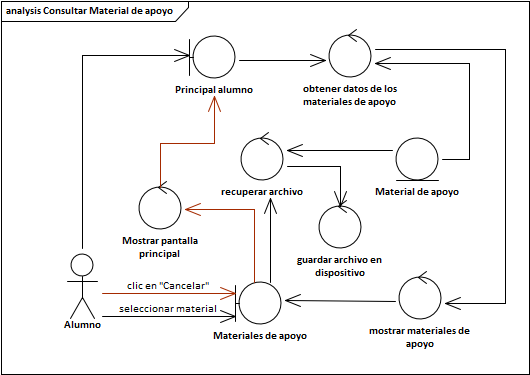 analysis Consultar Material de apoyo
Principal alumno
obtener datos de los
materiales de apoyo
recuperar archivo
Material de apoyo
Mostrar pantalla
principal
guardar archivo en
dispositivo
clic en "Cancelar"
seleccionar material
Alumno
Materiales de apoyo
mostrar materiales de
apoyo